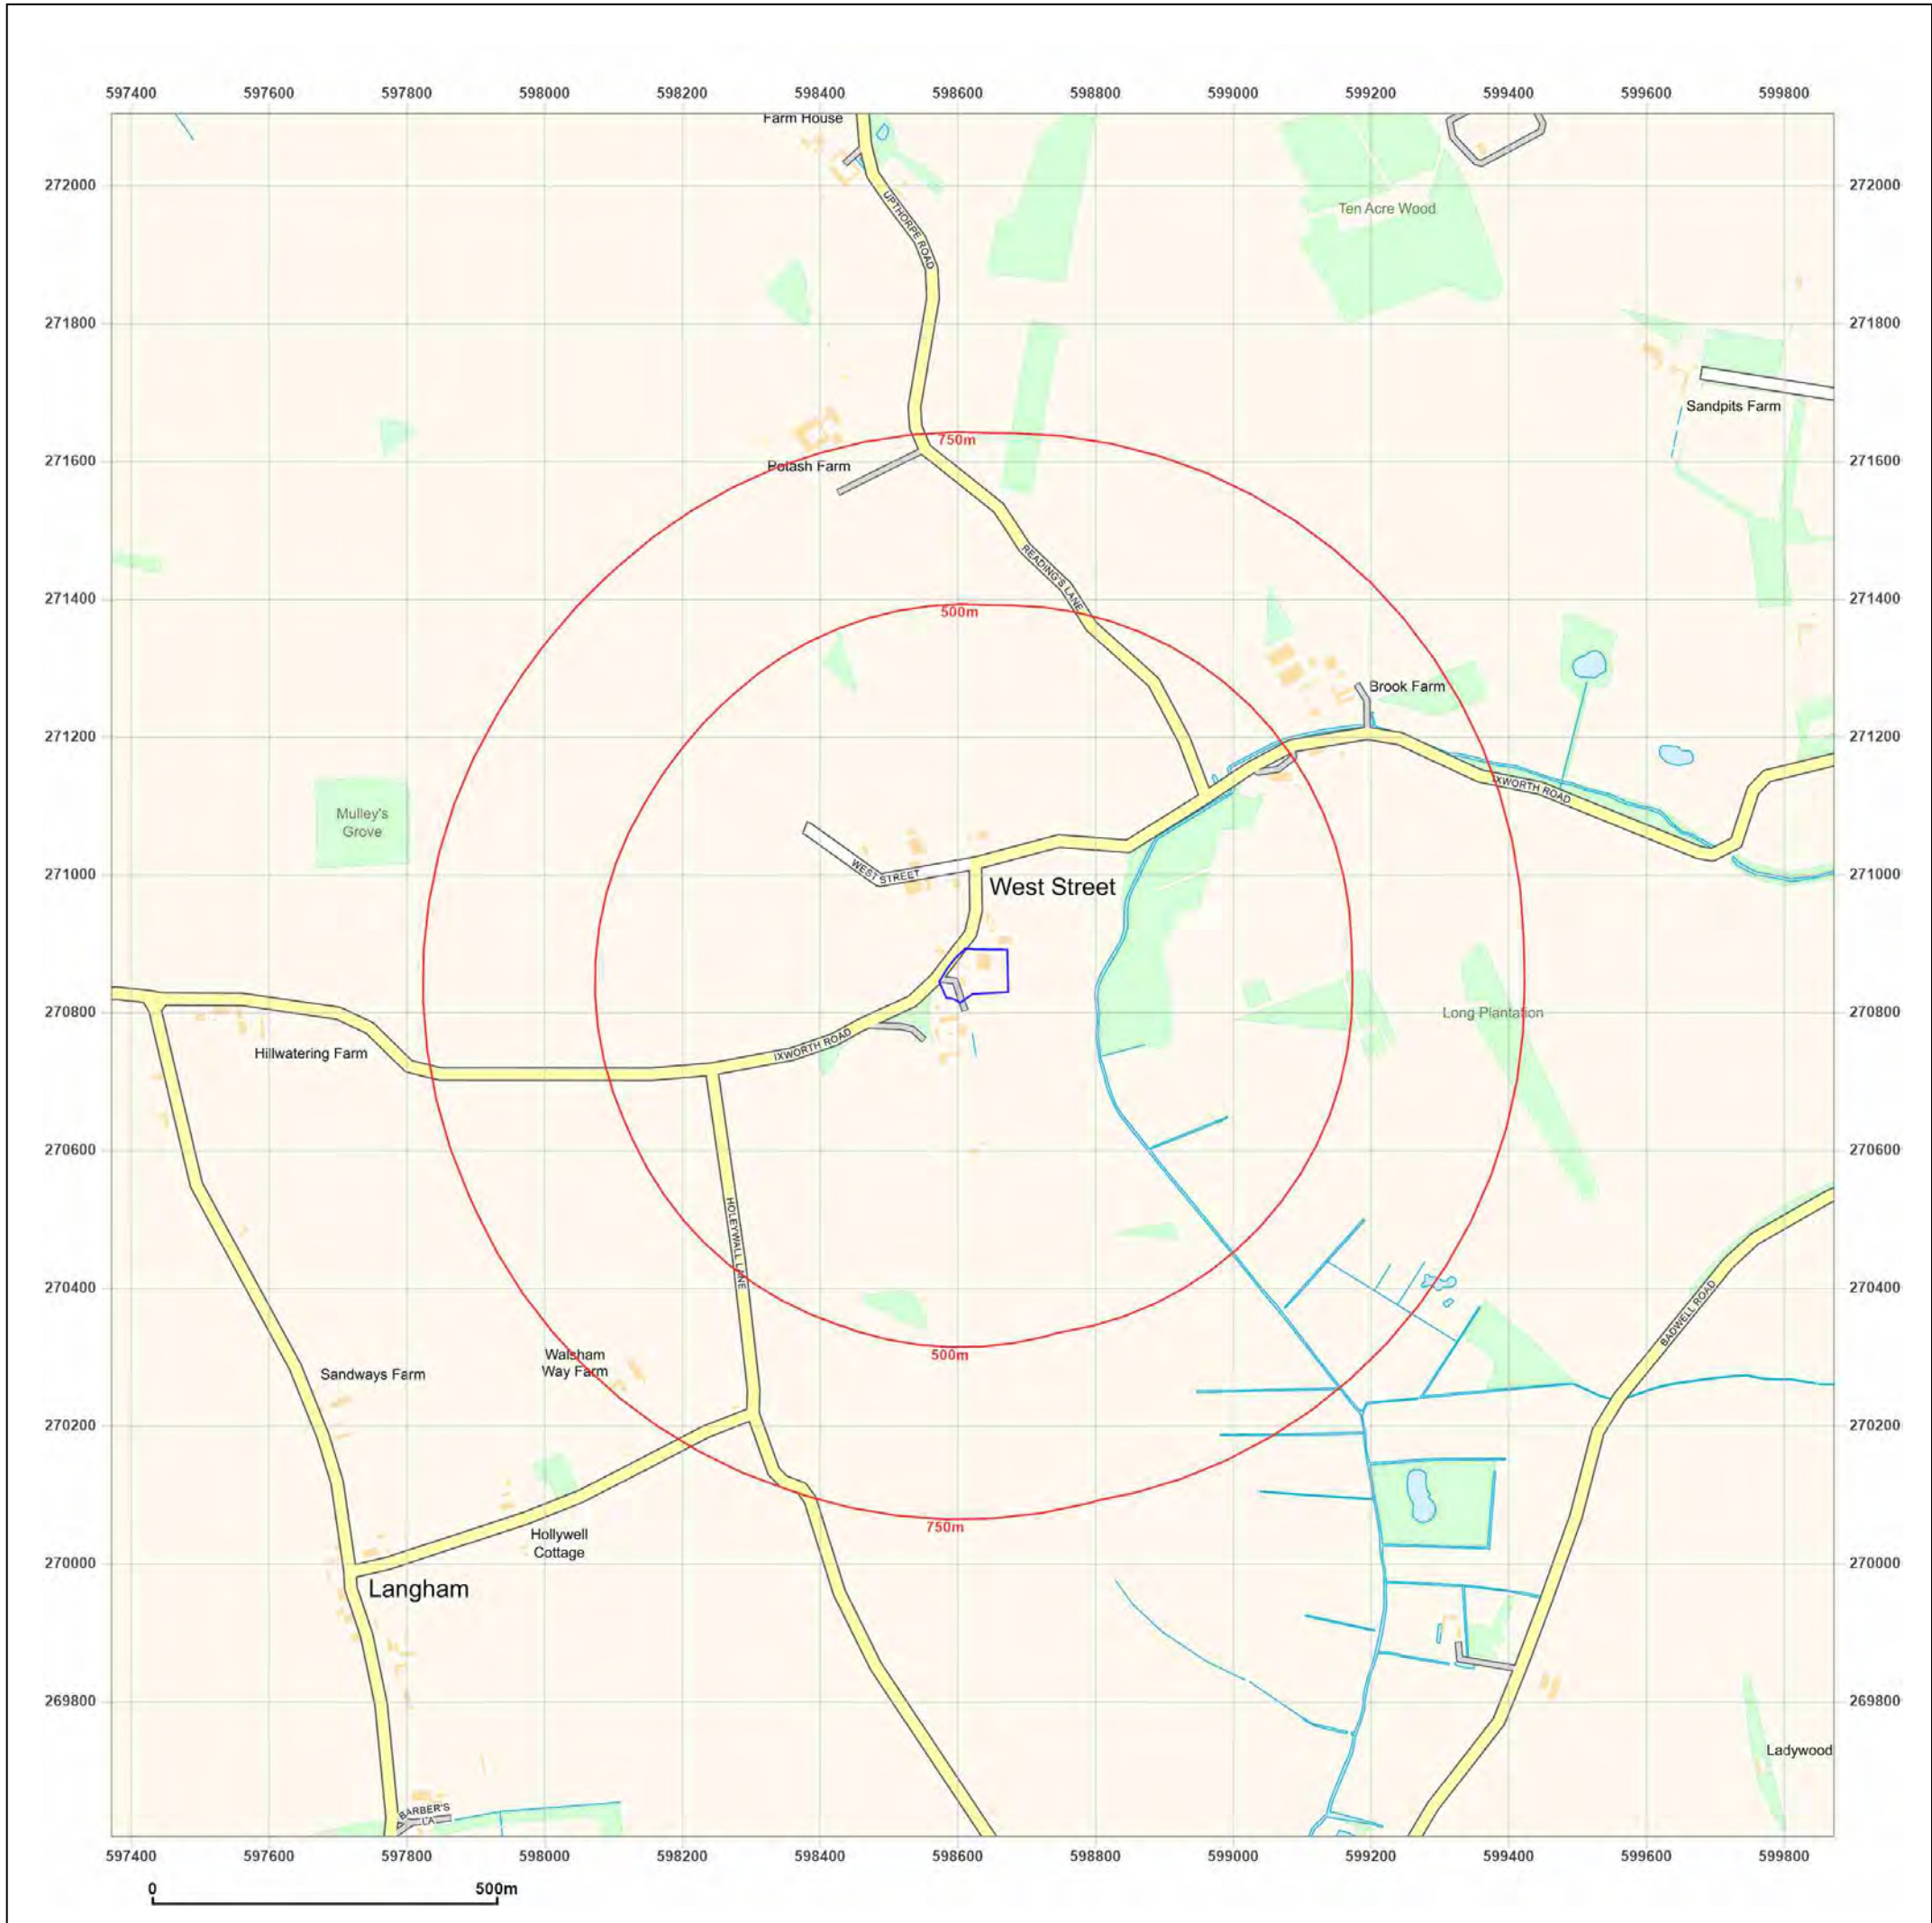 597400 597600 597800 598000 598200 598400 598600 598800 599000 599200 599400 599600 599800
Farm House
272000
272000
UPTHORPE ROAD
Ten Acre Wood
271800
271800
Sandpits Farm
750m
271600
Potash Farm
271600
READING'S LANE
271400
500m
271400
Brook Farm
271200
271200
IXWORTH ROAD
Mulley's
Grove
WEST STREET
271000
West Street
271000
270800
Long Plantation
270800
Hillwatering Farm
IXWORTH ROAD
270600
270600
HOLEYWALL LANE
270400
270400
BADWELL ROAD
500m
Walsham
Way Farm
Sandways Farm
270200
270200
750m
Hollywell
Cottage
270000
270000
Langham
269800
269800
Ladywood
BARBER'S
LA
597400 597600 597800 598000 598200 598400 598600 598800 599000 599200 599400 599600 599800
0 500m